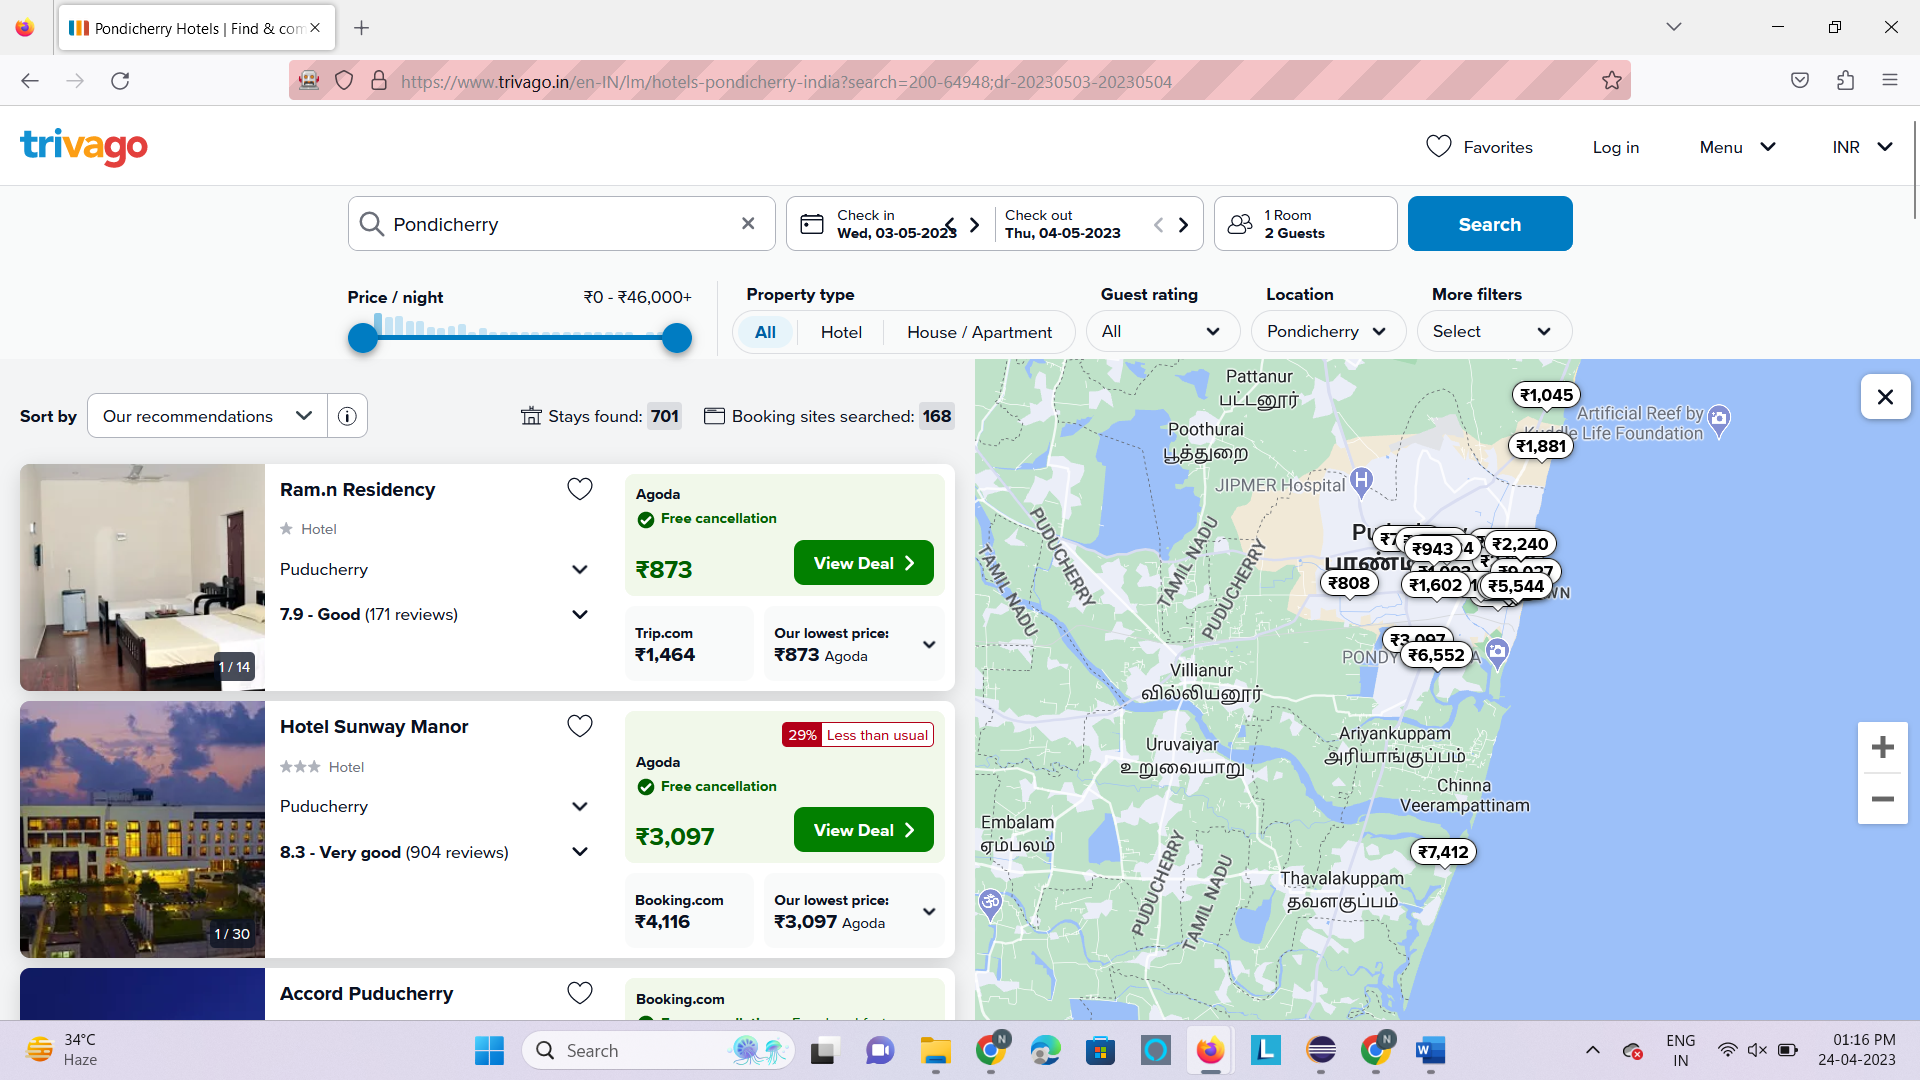 Pondicherry Hotels | Find & com
https://www.trivago.in/en-IN/lm/hotels-pondicherry-india?search=200-64948;dr-20230503-20230504
trivago
Favorites
Log in
Menu
INR
Pondicherry
Check in
Wed, 03-05-2023
Check out
Thu, 04-05-2023
1 Room
2 Guests
Search
Price / night
₹0 - ₹46,000+
Property type
All
Hotel
House / Apartment
Guest rating
All
Location
Pondicherry
More filters
Select
Sort by
Our recommendations
Stays found: 701
Booking sites searched: 168
Ram.n Residency
Hotel
Puducherry
7.9 - Good (171 reviews)
1 / 14
Agoda
Free cancellation
₹873
View Deal
Trip.com
₹1,464
Our lowest price:
₹873 Agoda
Hotel Sunway Manor
Hotel
Puducherry
8.3 - Very good (904 reviews)
1 / 30
29% Less than usual
Agoda
Free cancellation
₹3,097
View Deal
Booking.com
₹4,116
Our lowest price:
₹3,097 Agoda
Accord Puducherry
Booking.com
Pattanur
பட்டனூர்
Poothurai
பூத்துறை
JIPMER Hospital
H
₹1,045
Artificial Reef by
Life Foundation
₹1,881
PUDUCHERRY
TAMIL NADU
TAMIL NADU
PUDUCHERRY
₹943
₹2,240
₹808
₹1,602
₹5,544
₹3,097
₹6,552
Villianur
வில்லியனூர்
Uruvaiyar
உறுவையாறு
Ariyankuppam
அரியாங்குப்பம்
Chinna
Veerampattinam
Embalam
ஏம்பலம்
₹7,412
PUDUCHERRY
TAMIL NADU
Thavalakuppam
தவளகுப்பம்
34°C
Haze
Search
N
N
ENG
IN
01:16 PM
24-04-2023